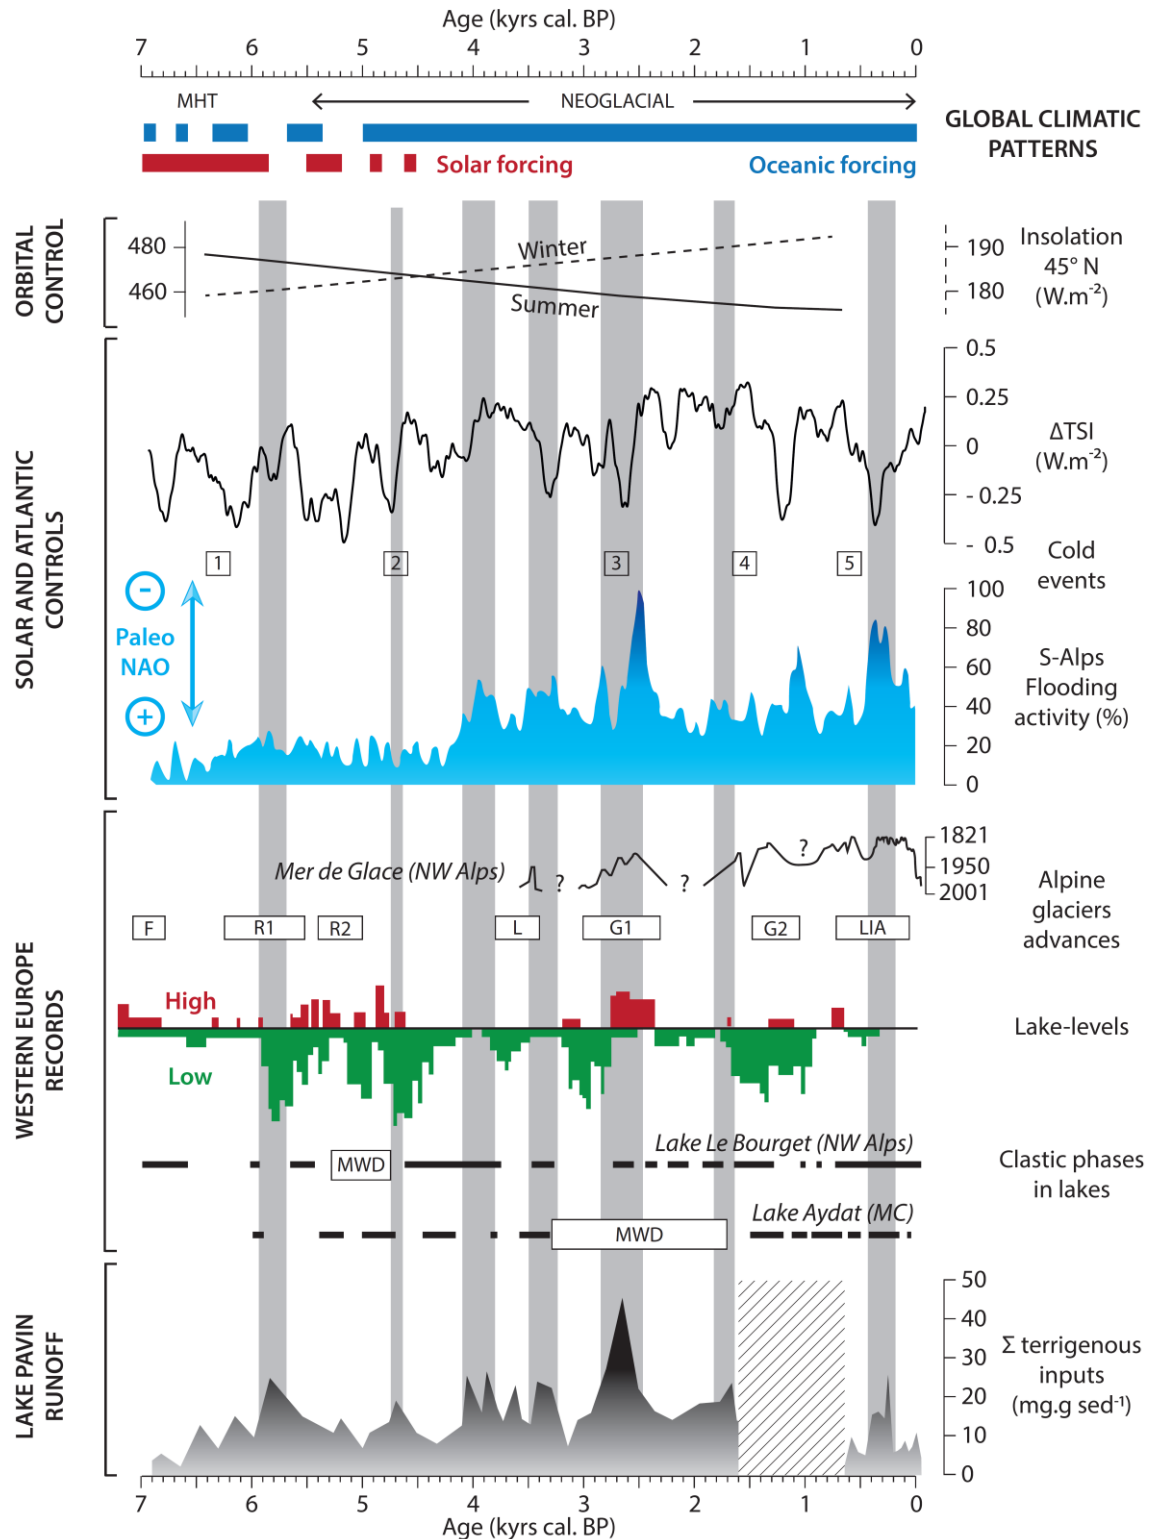 Age (kyrs cal. BP)
7 6 5 4 3 2 1 0
MHT
NEOGLACIAL
GLOBAL CLIMATIC
PATTERNS
Solar forcing
Oceanic forcing
ORBITAL
CONTROL
480
460
Winter
Summer
190
180
Insolation
45° N
(W.m⁻²)
SOLAR AND ATLANTIC
CONTROLS
0.5
0.25
0
- 0.25
- 0.5
ΔTSI
(W.m⁻²)
1 2 3 4 5
Cold
events
-
Paleo
NAO
+
100
80
60
40
20
0
S-Alps
Flooding
activity (%)
WESTERN EUROPE
RECORDS
Mer de Glace (NW Alps)
? ? ?
1821
1950
2001
Alpine
glaciers
advances
F R1 R2 L G1 G2 LIA
High
Low
Lake-levels
Lake Le Bourget (NW Alps)
MWD
Clastic phases
in lakes
Lake Aydat (MC)
MWD
LAKE PAVIN
RUNOFF
50
40
30
20
10
0
Σ terrigenous
inputs
(mg.g sed⁻¹)
7 6 5 4 3 2 1 0
Age (kyrs cal. BP)